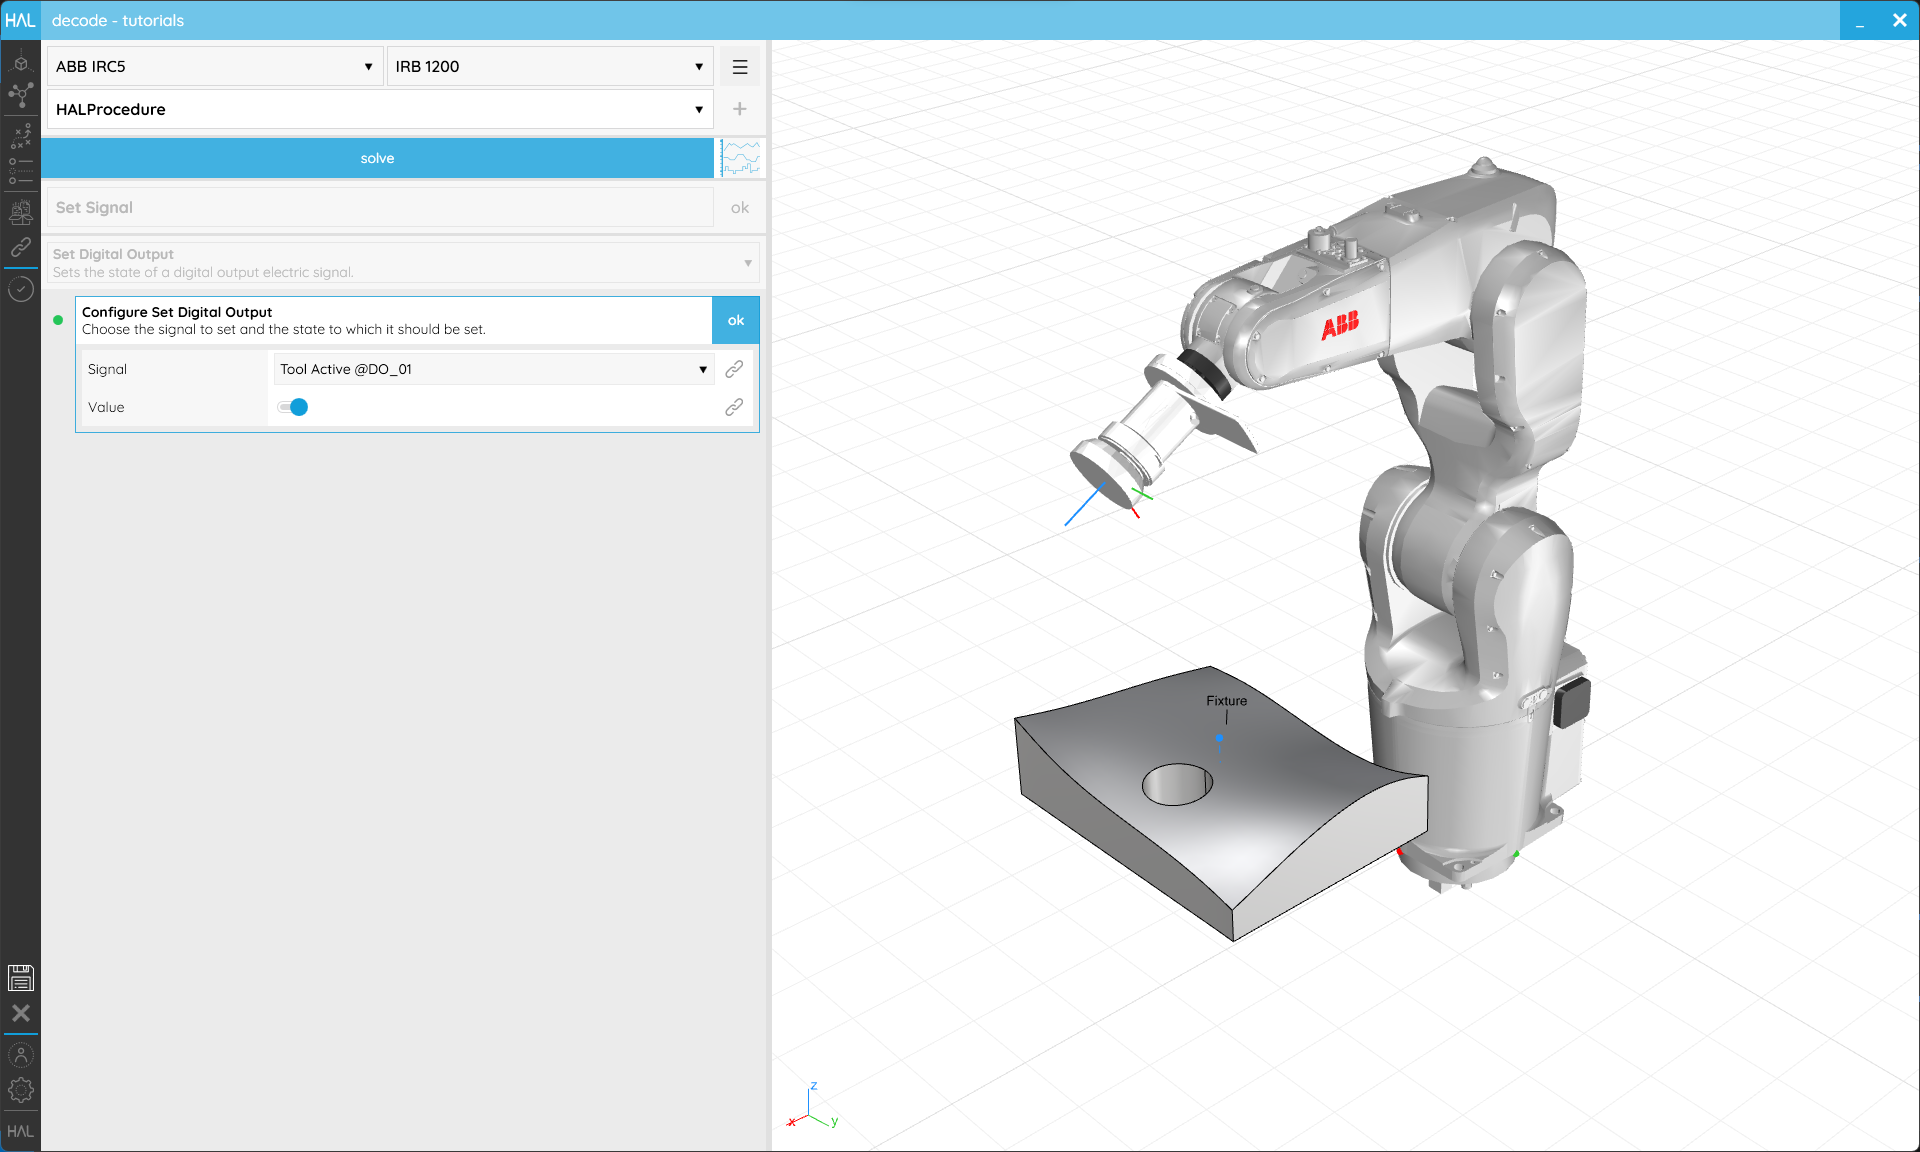 HAL decode - tutorials
ABB IRC5
IRB 1200
HALProcedure
+
solve
Set Signal
ok
Set Digital Output
Sets the state of a digital output electric signal.
Configure Set Digital Output
Choose the signal to set and the state to which it should be set.
ok
Signal
Tool Active @DO_01
Value
HAL
ABB
Fixture
z
x
y